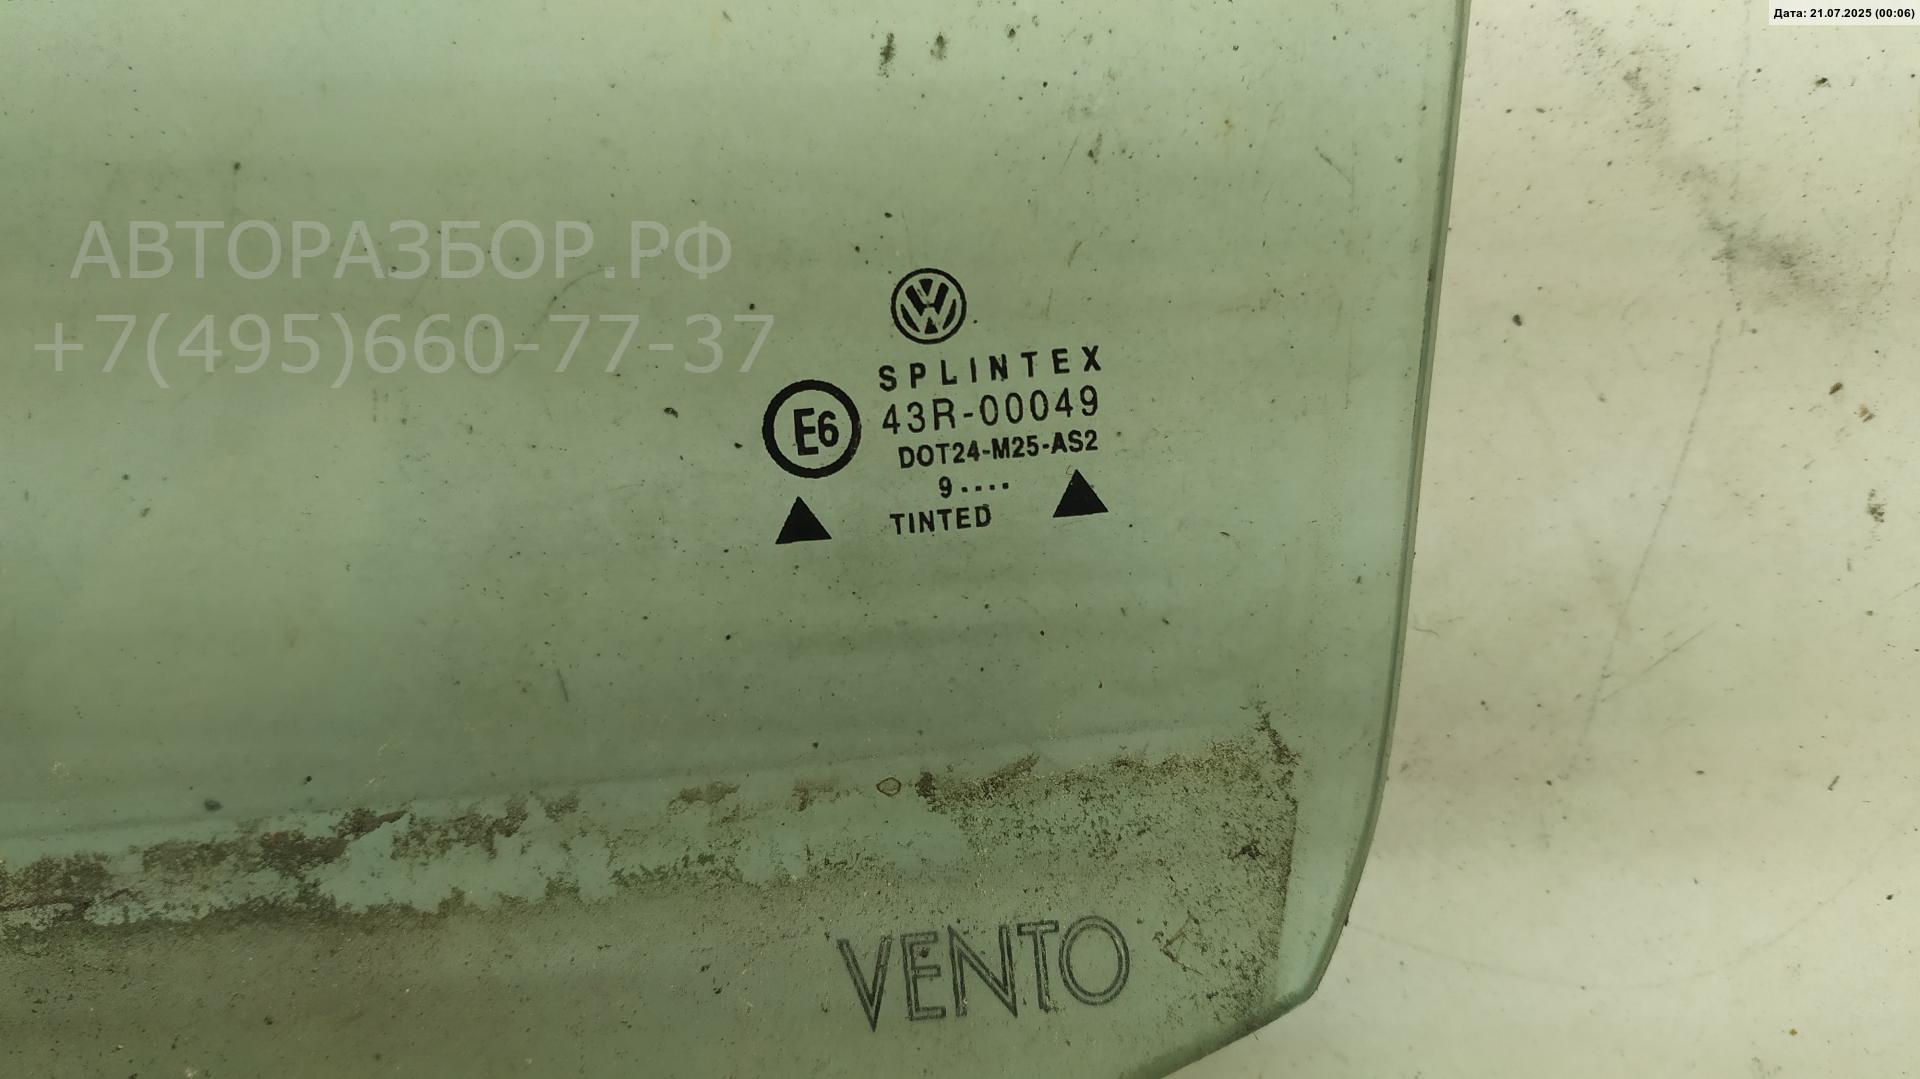 Дата: 21.07.2025 (00:06)
АВТОРАЗБОР.РФ
+7(495)660-77-37
SPLINTEX
E6
43R-00049
DOT24-M25-AS2
9····
TINTED
VENTO